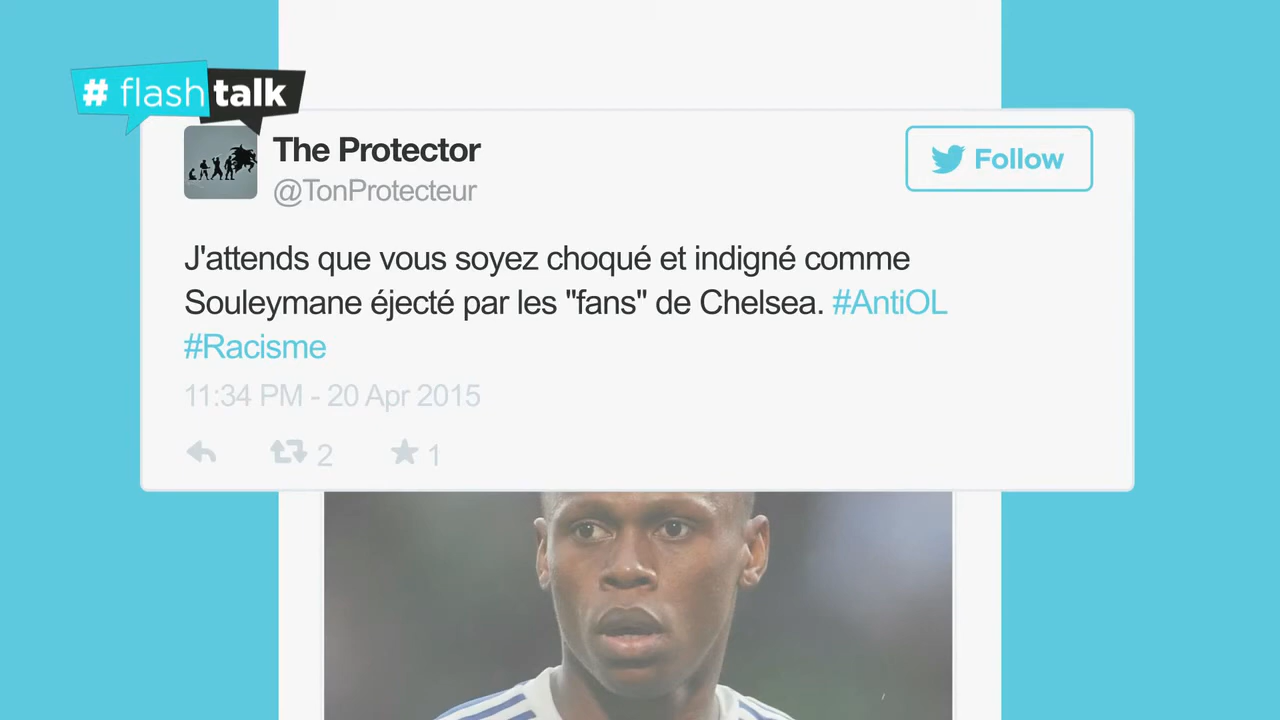 # flash talk
The Protector
@TonProtecteur
Follow
J'attends que vous soyez choqué et indigné comme
Souleymane éjecté par les "fans" de Chelsea. #AntiOL
#Racisme
11:34 PM - 20 Apr 2015
2 1